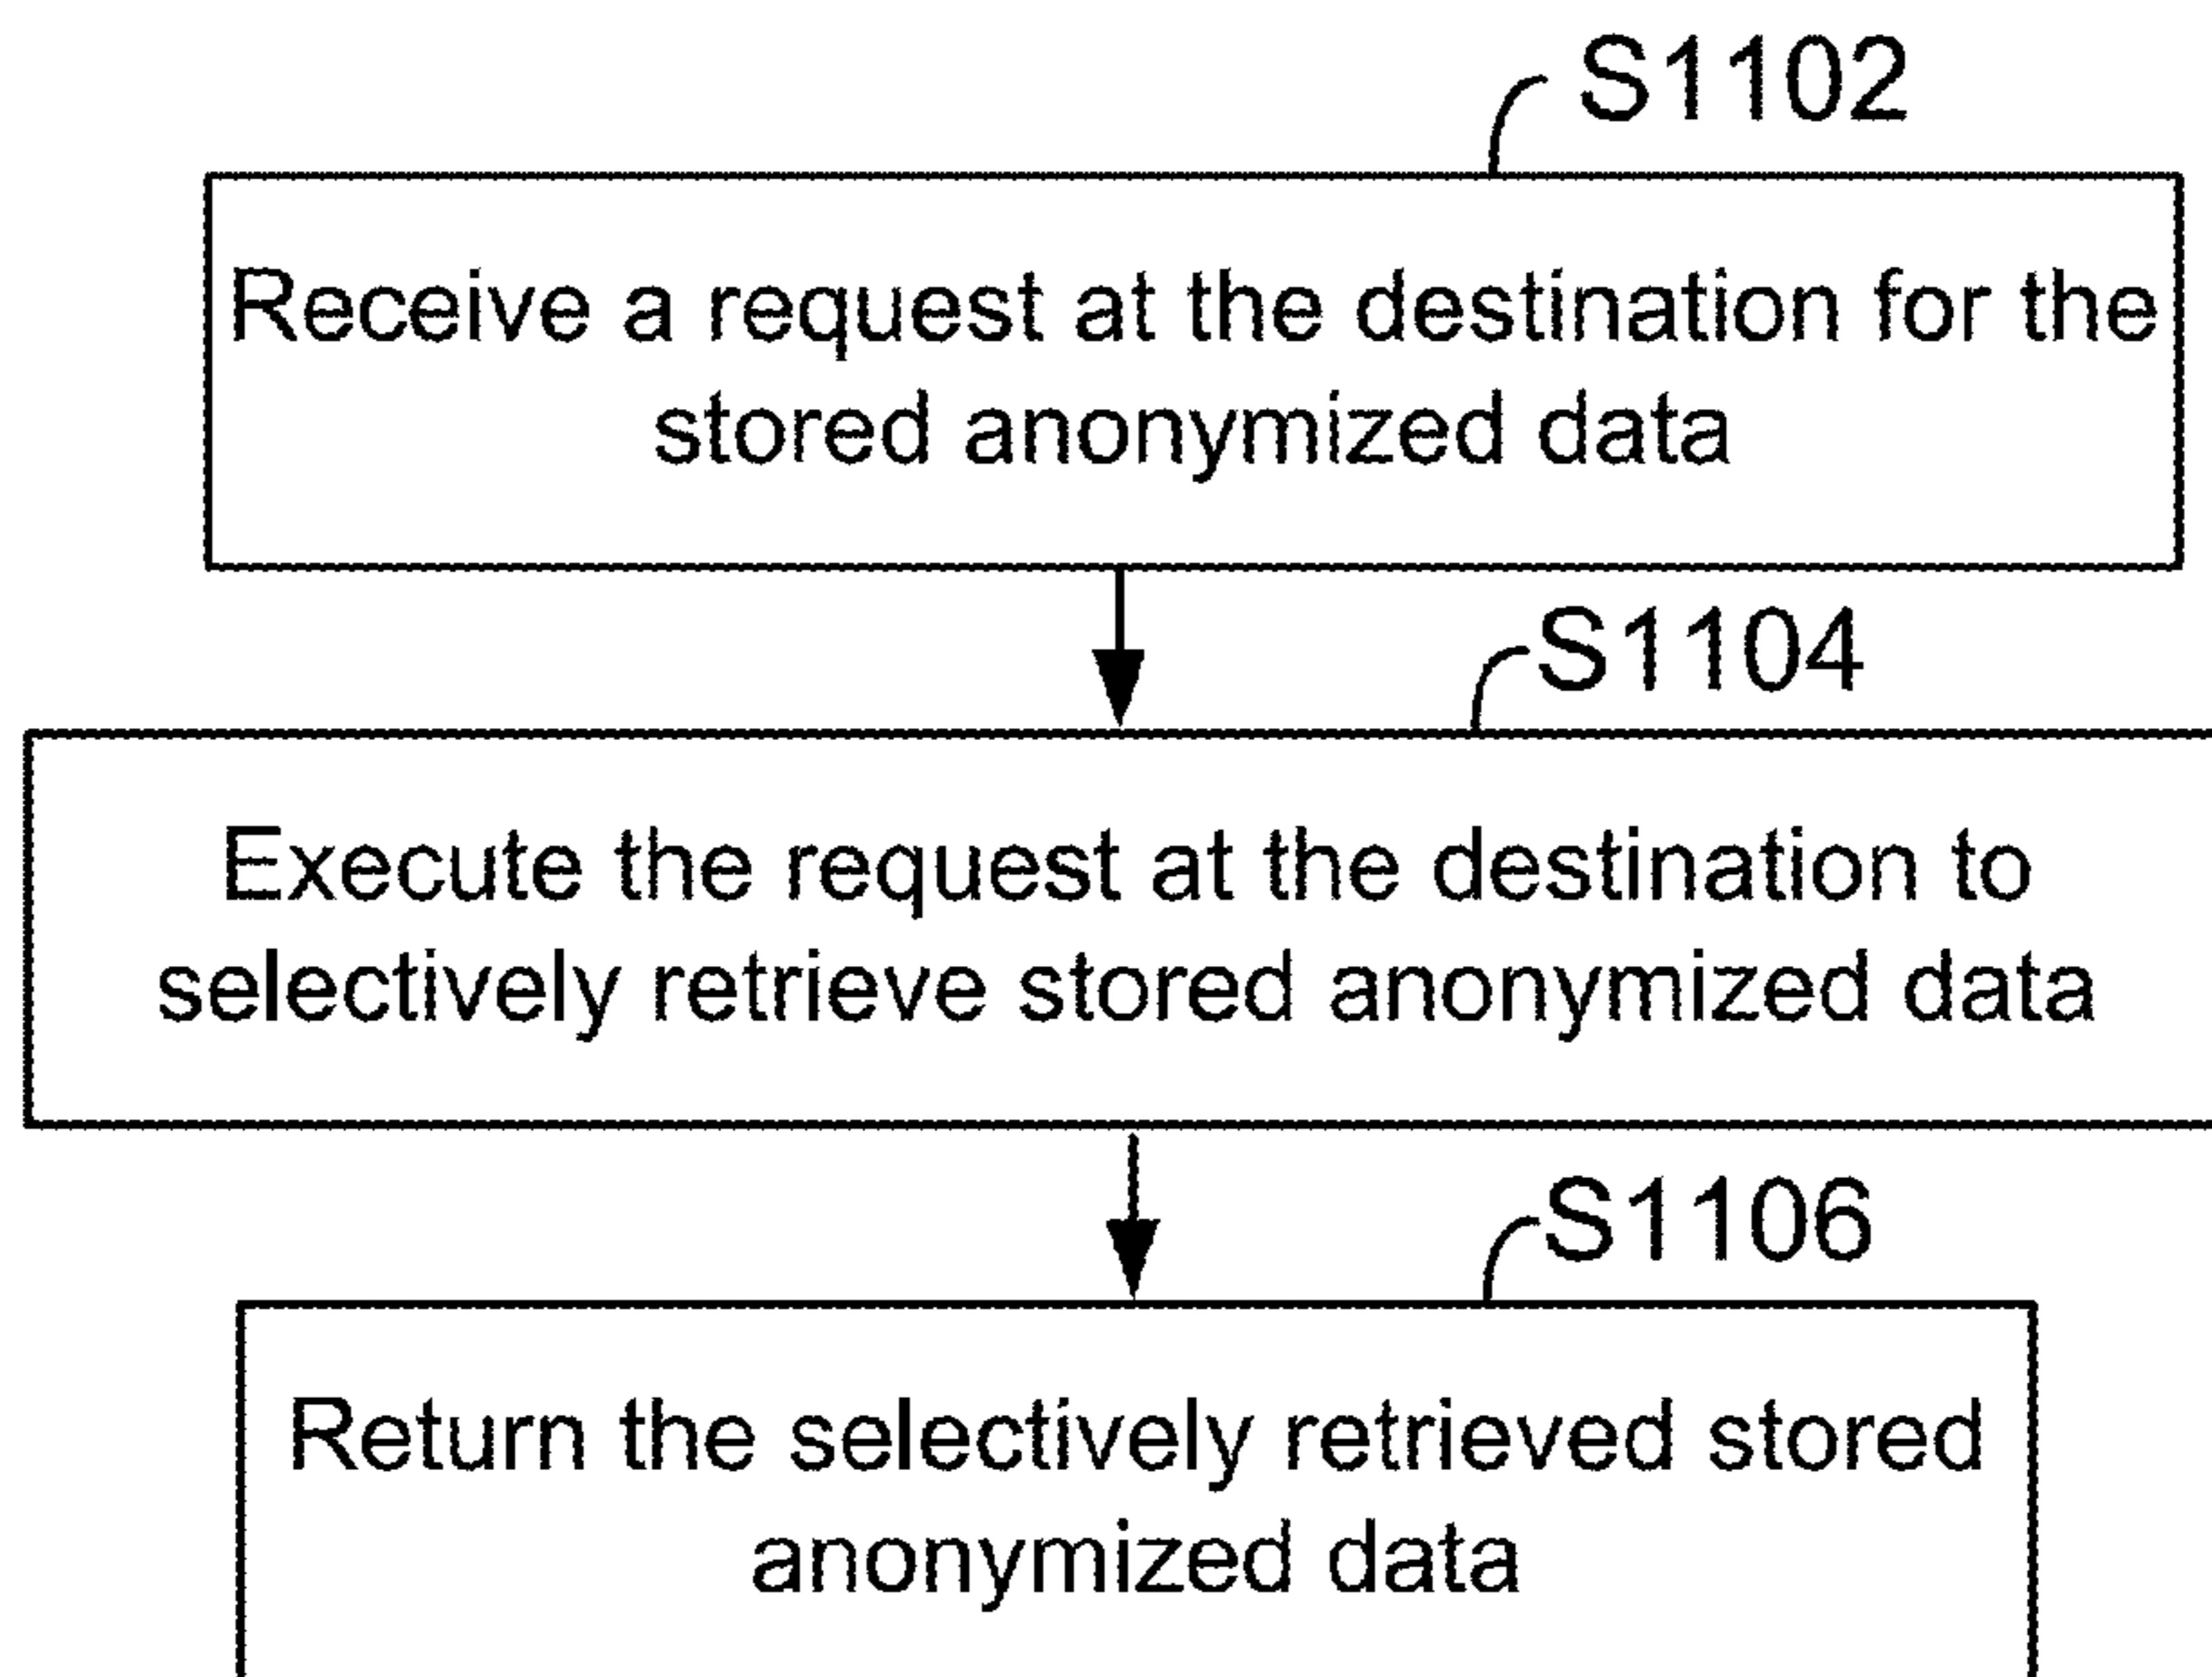 S1102
Receive a request at the destination for the
stored anonymized data
S1104
Execute the request at the destination to
selectively retrieve stored anonymized data
S1106
Return the selectively retrieved stored
anonymized data